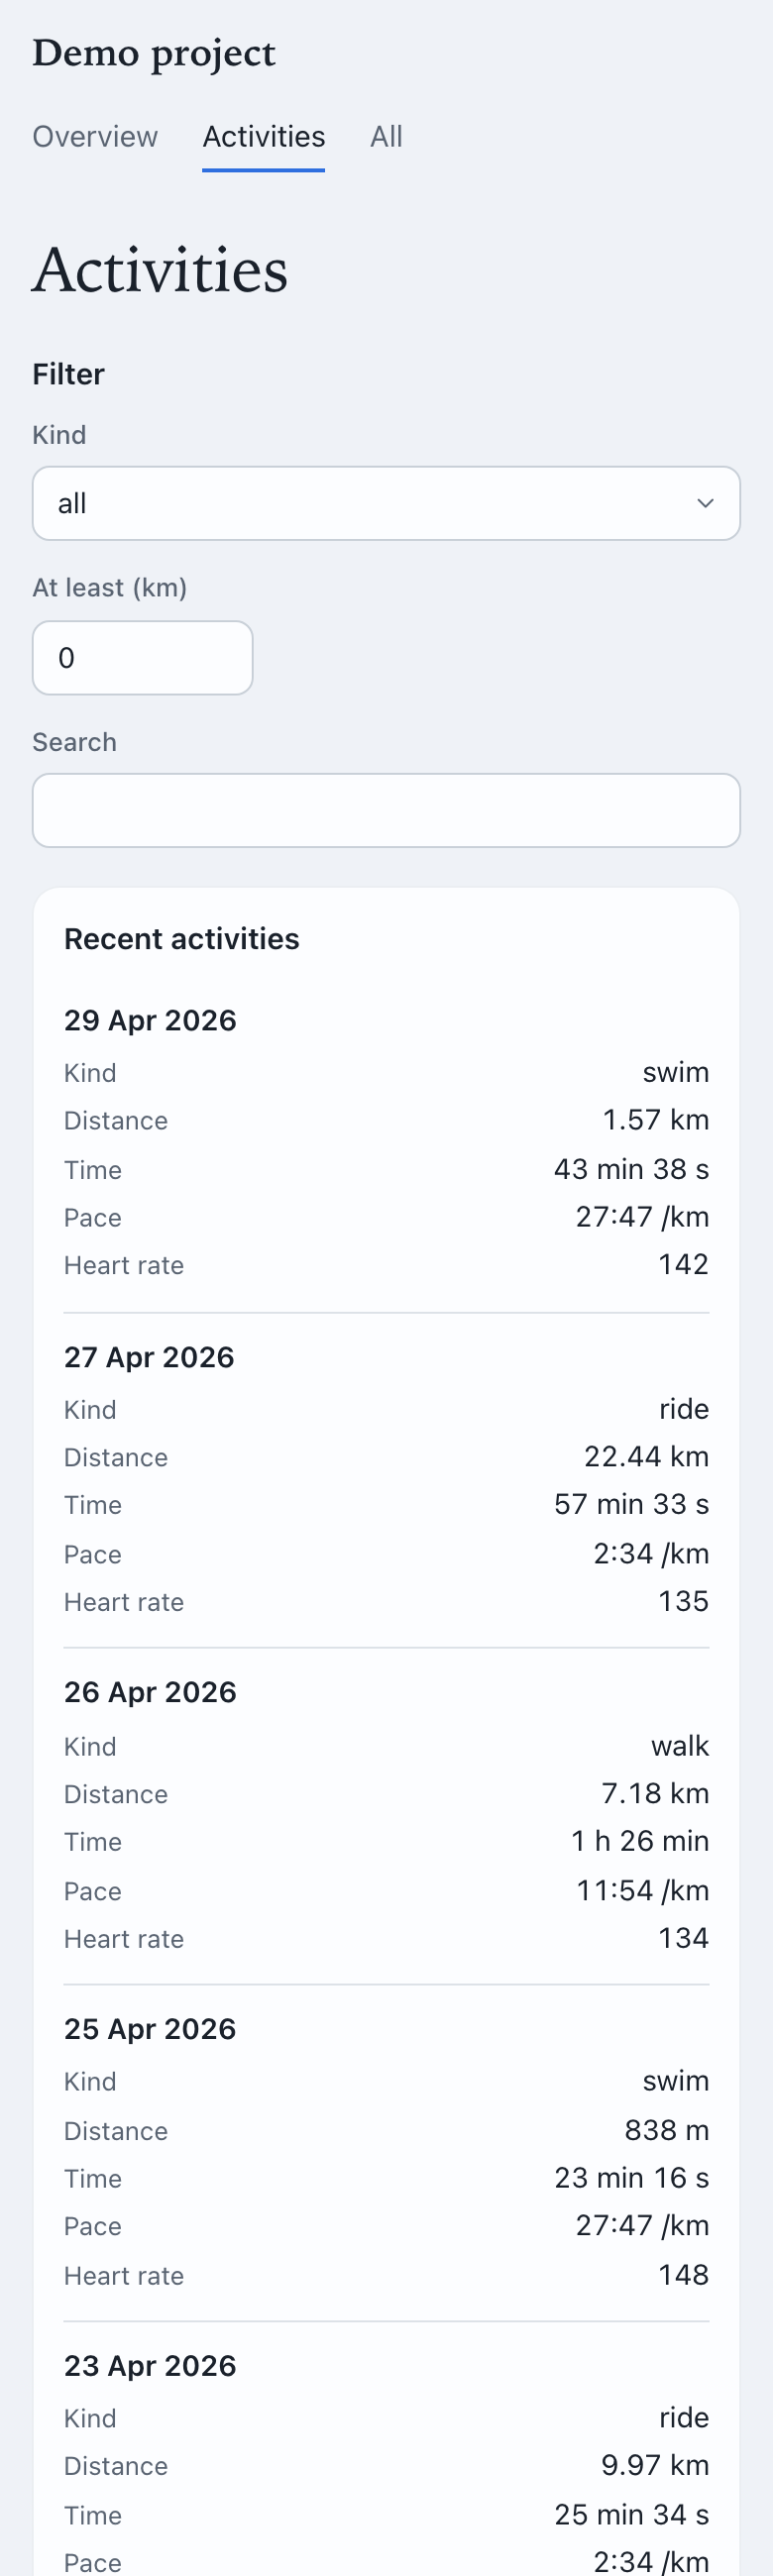 Demo project
Overview Activities All
Activities
Filter
Kind
all
At least (km)
0
Search
Recent activities
29 Apr 2026
Kind swim
Distance 1.57 km
Time 43 min 38 s
Pace 27:47 /km
Heart rate 142
27 Apr 2026
Kind ride
Distance 22.44 km
Time 57 min 33 s
Pace 2:34 /km
Heart rate 135
26 Apr 2026
Kind walk
Distance 7.18 km
Time 1 h 26 min
Pace 11:54 /km
Heart rate 134
25 Apr 2026
Kind swim
Distance 838 m
Time 23 min 16 s
Pace 27:47 /km
Heart rate 148
23 Apr 2026
Kind ride
Distance 9.97 km
Time 25 min 34 s
Pace 2:34 /km